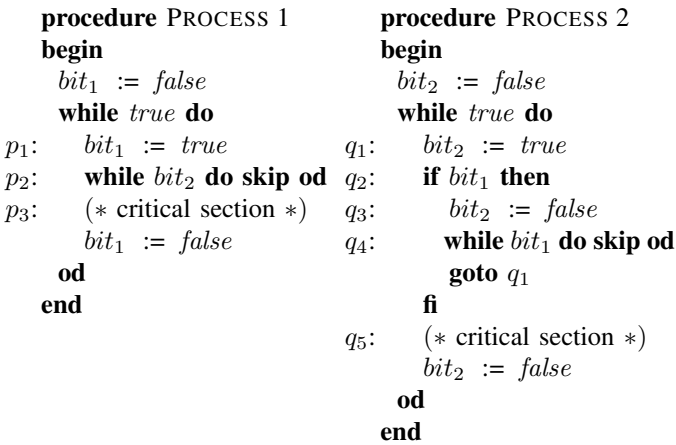 procedure PROCESS 1
begin
bit1 := false
while true do
p1: bit1 := true
p2: while bit2 do skip od
p3: (∗ critical section ∗)
bit1 := false
od
end
procedure PROCESS 2
begin
bit2 := false
while true do
q1: bit2 := true
q2: if bit1 then
q3: bit2 := false
q4: while bit1 do skip od
goto q1
fi
q5: (∗ critical section ∗)
bit2 := false
od
end